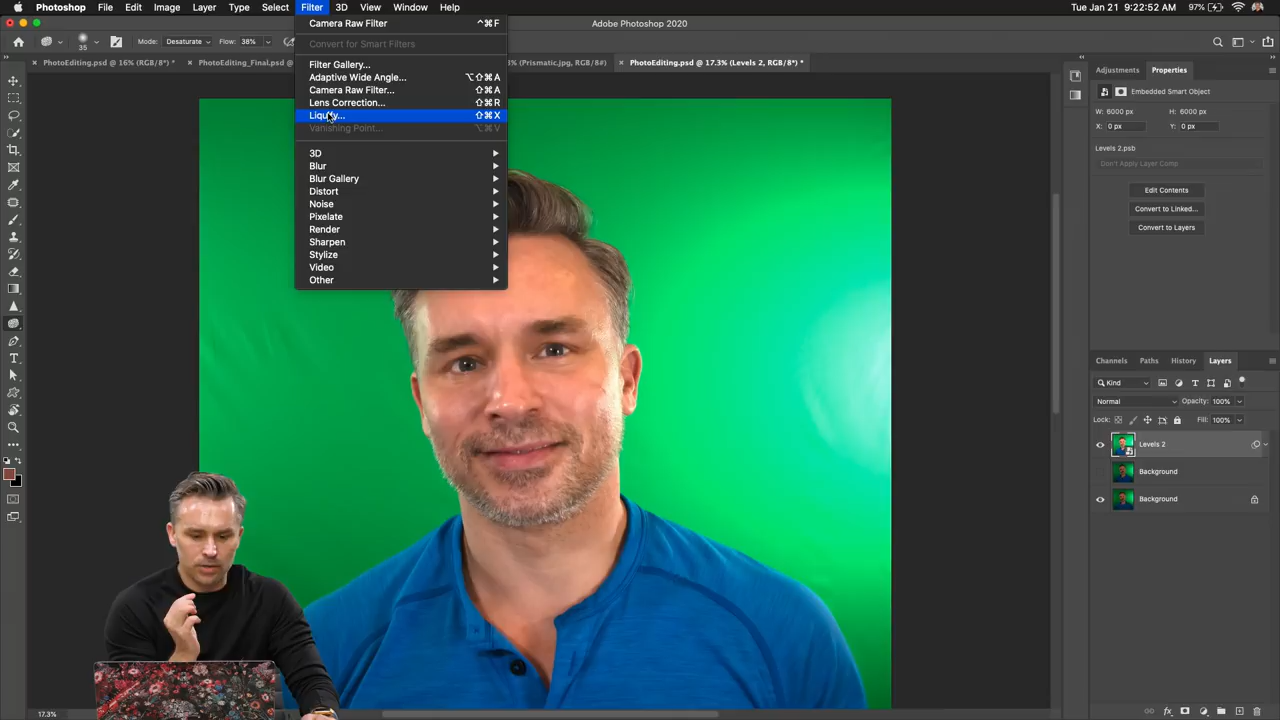 Photoshop File Edit Image Layer Type Select Filter 3D View Window Help 97% Tue Jan 21 9:22:52 AM
Adobe Photoshop 2020
35 Mode: Desaturate Flow: 38%
PhotoEditing.psd @ 16% (RGB/8*) * PhotoEditing_Final.psd @ (Prismatic.jpg, RGB/8#) PhotoEditing.psd @ 17.3% (Levels 2, RGB/8*) *
Camera Raw Filter ^⌘F
Convert for Smart Filters
Filter Gallery...
Adaptive Wide Angle... ⌥⇧⌘A
Camera Raw Filter... ⇧⌘A
Lens Correction... ⇧⌘R
Liquify... ⇧⌘X
Vanishing Point... ⌥⌘V
3D
Blur
Blur Gallery
Distort
Noise
Pixelate
Render
Sharpen
Stylize
Video
Other
Adjustments Properties
Embedded Smart Object
W: 6000 px H: 6000 px
X: 0 px Y: 0 px
Levels 2.psb
Don't Apply Layer Comp
Edit Contents
Convert to Linked...
Convert to Layers
Channels Paths History Layers
Kind
Normal Opacity: 100%
Lock: Fill: 100%
Levels 2
Background
Background
17.3%